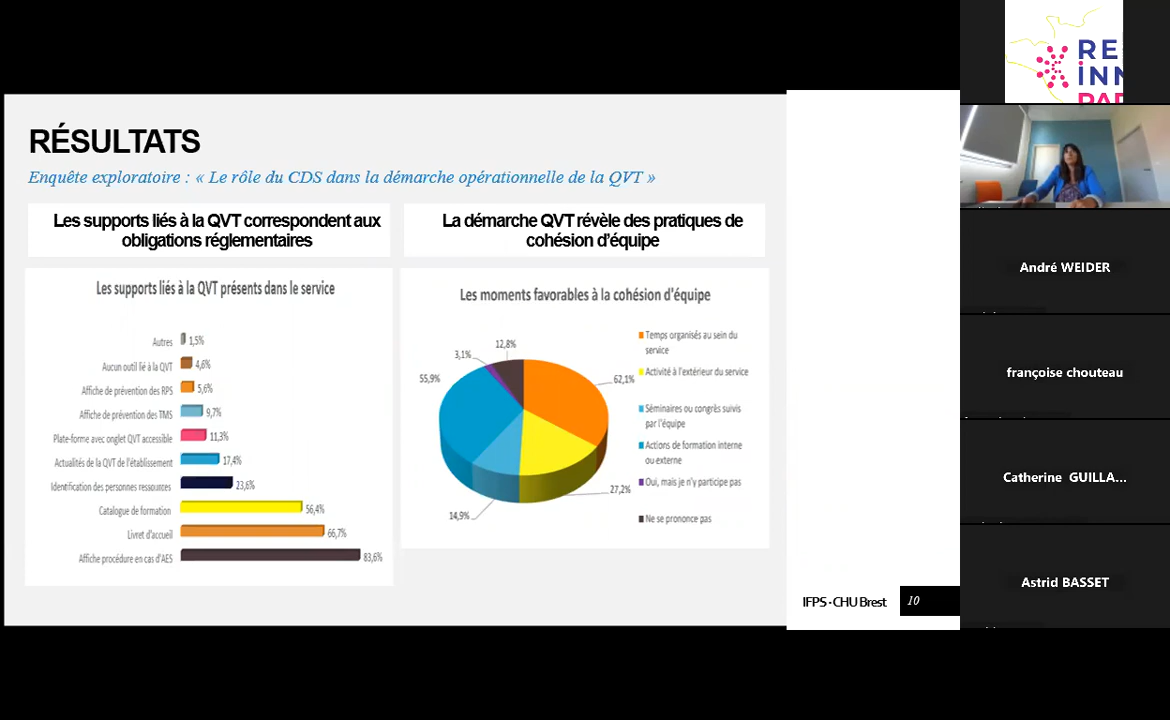 RÉSULTATS
Enquête exploratoire : « Le rôle du CDS dans la démarche opérationnelle de la QVT »
Les supports liés à la QVT correspondent aux
obligations réglementaires
Les supports liés à la QVT présents dans le service
Autres
1,5%
Aucun outil lié à la QVT
4,6%
Affiche de prévention des RPS
5,6%
Affiche de prévention des TMS
9,7%
Plate-forme avec onglet QVT accessible
11,3%
Actualités de la QVT de l'établissement
17,4%
Identification des personnes ressources
23,6%
Catalogue de formation
56,4%
Livret d'accueil
66,7%
Affiche procédure en cas d'AES
83,6%
La démarche QVT révèle des pratiques de
cohésion d'équipe
Les moments favorables à la cohésion d'équipe
12,8%
3,1%
55,9%
62,1%
27,2%
14,9%
Temps organisés au sein du
service
Activité à l'extérieur du service
Séminaires ou congrès suivis
par l'équipe
Actions de formation interne
ou externe
Oui, mais je n'y participe pas
Ne se prononce pas
IFPS - CHU Brest
10
RE
INN
PAR
André WEIDER
françoise chouteau
Catherine GUILLA...
Astrid BASSET